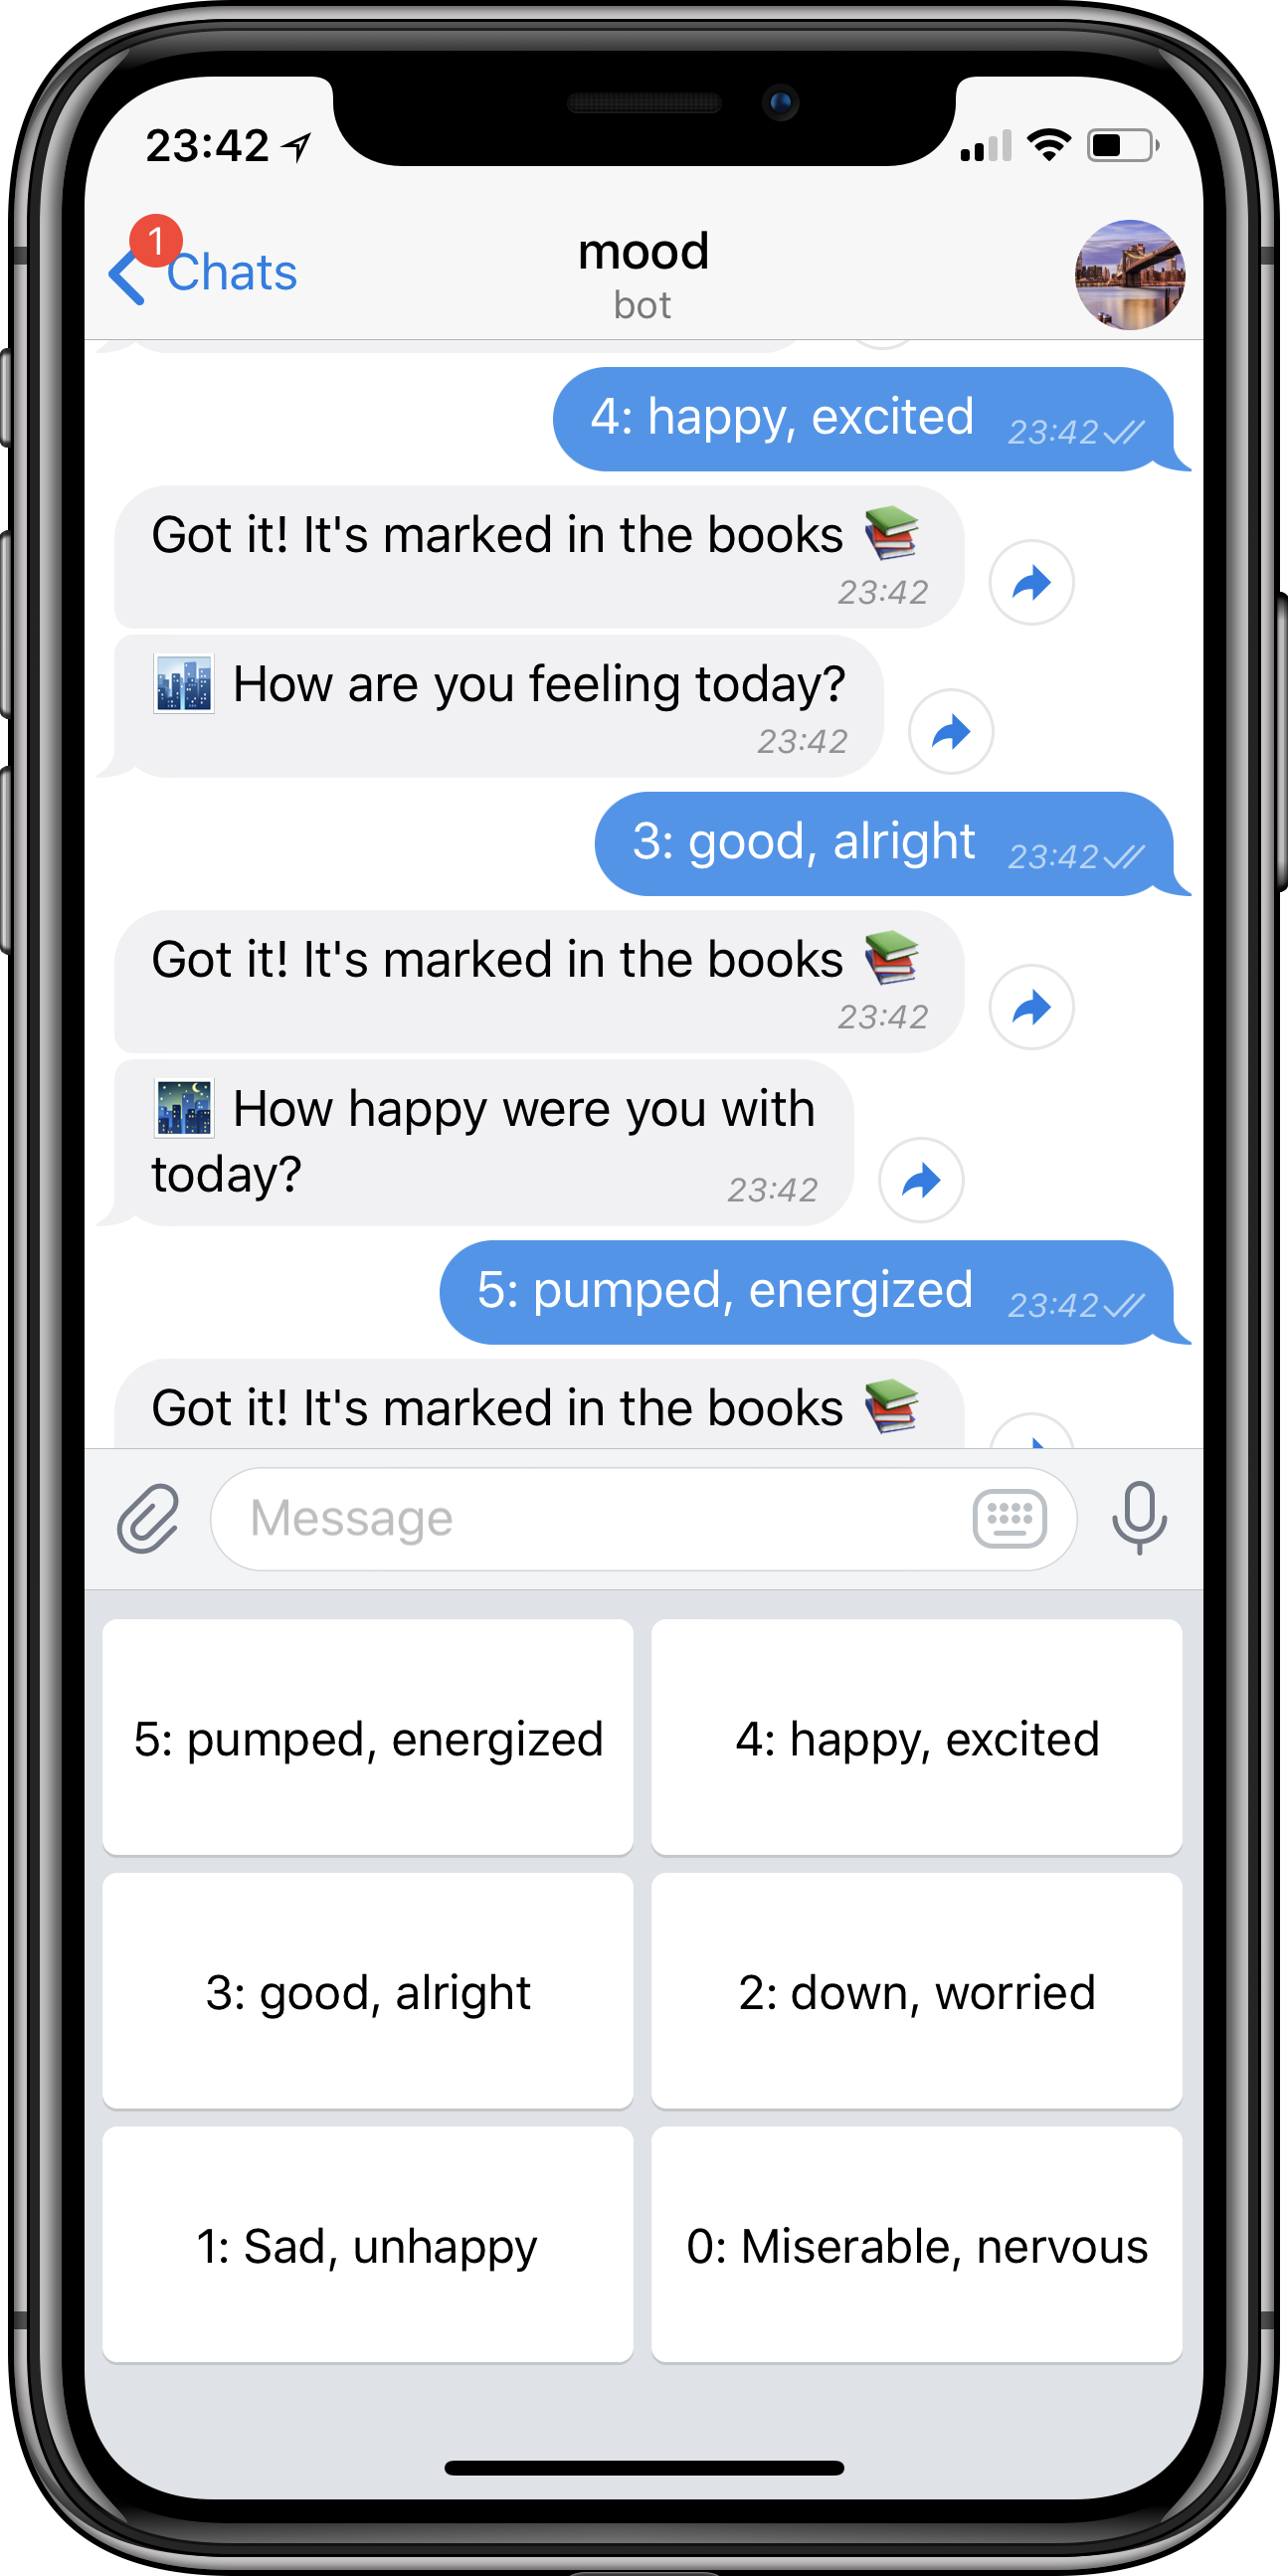 23:42
1
Chats
mood
bot
4: happy, excited 23:42
Got it! It's marked in the books 📚
23:42
🏙 How are you feeling today?
23:42
3: good, alright 23:42
Got it! It's marked in the books 📚
23:42
🌃 How happy were you with
today? 23:42
5: pumped, energized 23:42
Got it! It's marked in the books 📚
Message
5: pumped, energized
4: happy, excited
3: good, alright
2: down, worried
1: Sad, unhappy
0: Miserable, nervous